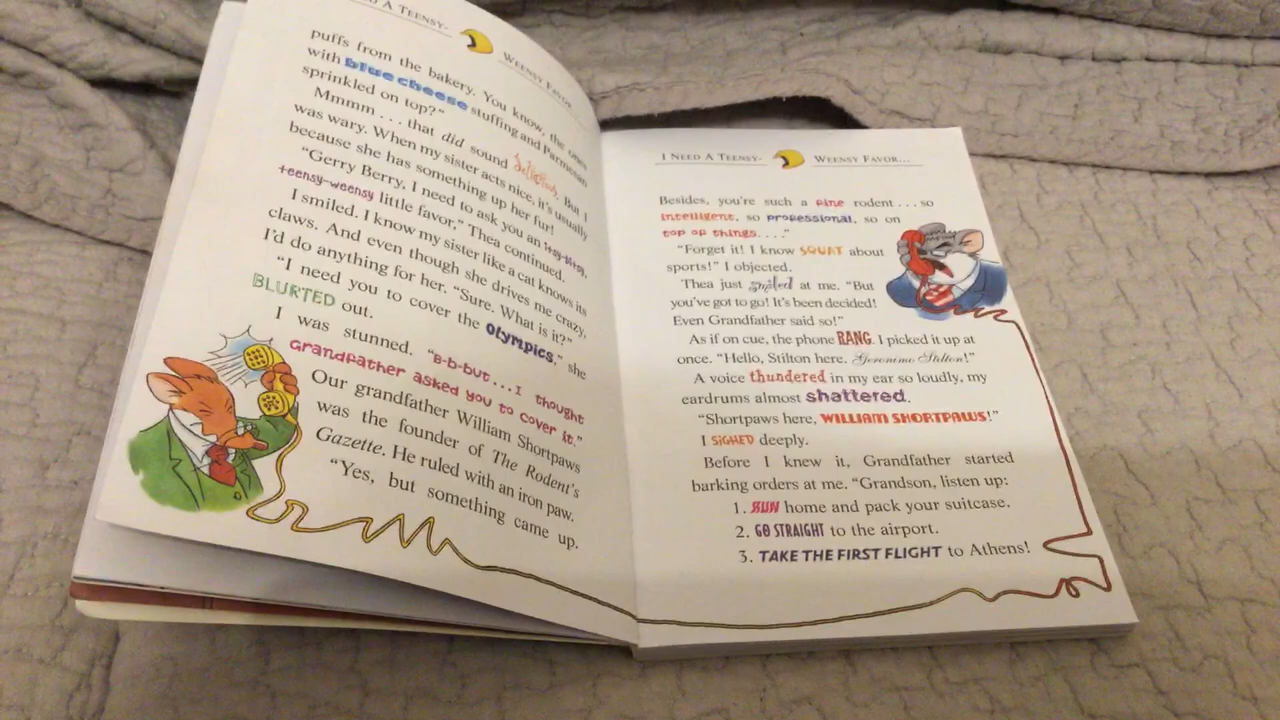 D A TEENSY-
WEENSY FAVOR
puffs from the bakery. You know, the ones
with blue cheese stuffing and Parmesan
sprinkled on top?"
Mmmm . . . that did sound delicious. But I
was wary. When my sister acts nice, it's usually
because she has something up her fur!
"Gerry Berry, I need to ask you an itsy-bitsy,
teensy-weensy little favor," Thea continued.
I smiled. I know my sister like a cat knows its
claws. And even though she drives me crazy,
I'd do anything for her. "Sure. What is it?"
"I need you to cover the Olympics," she
BLURTED out.
I was stunned. "B-b-but . . . I thought
Grandfather asked you to cover it."
Our grandfather William Shortpaws
was the founder of The Rodent's
Gazette. He ruled with an iron paw.
"Yes, but something came up.
I NEED A TEENSY- WEENSY FAVOR...
Besides, you're such a fine rodent . . . so
intelligent, so professional, so on
top of things. . . ."
"Forget it! I know SQUAT about
sports!" I objected.
Thea just smiled at me. "But
you've got to go! It's been decided!
Even Grandfather said so!"
As if on cue, the phone RANG. I picked it up at
once. "Hello, Stilton here. Geronimo Stilton!"
A voice thundered in my ear so loudly, my
eardrums almost shattered.
"Shortpaws here, WILLIAM SHORTPAWS!"
I SIGHED deeply.
Before I knew it, Grandfather started
barking orders at me. "Grandson, listen up:
1. RUN home and pack your suitcase.
2. GO STRAIGHT to the airport.
3. TAKE THE FIRST FLIGHT to Athens!